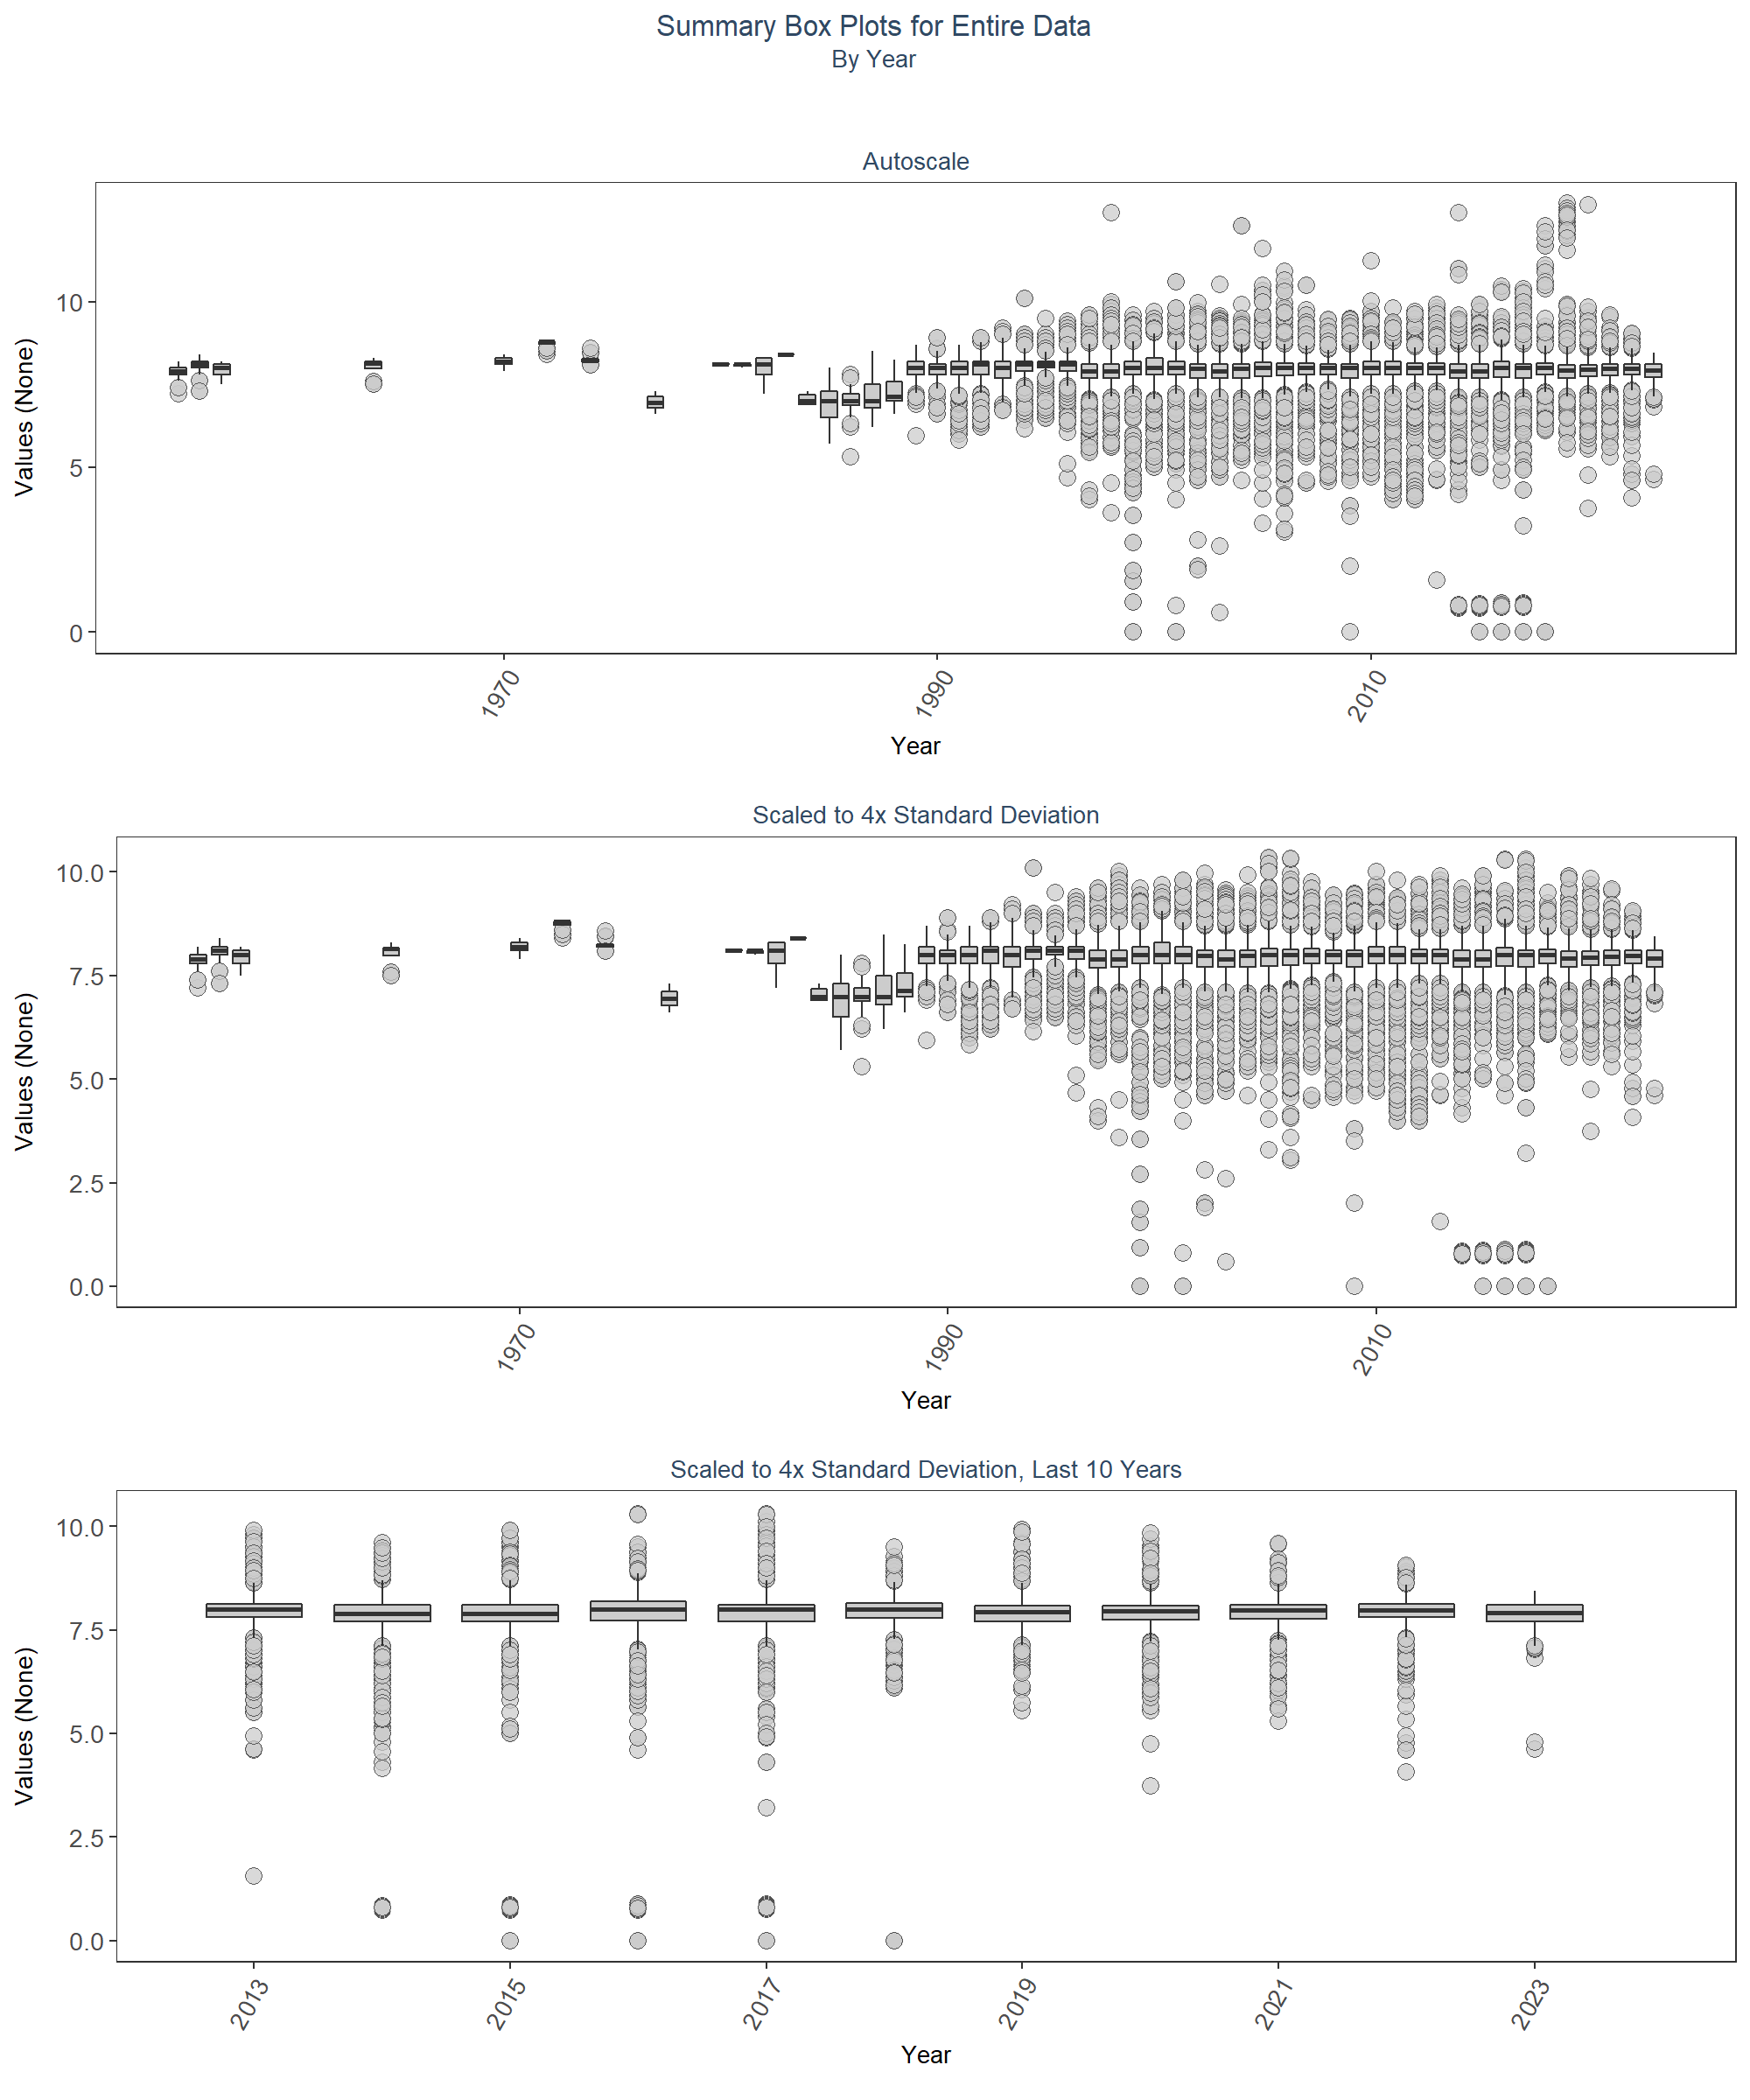 Summary Box Plots for Entire Data
By Year
Autoscale
Values (None)
10
5
0
1970
1990
2010
Year
Scaled to 4x Standard Deviation
Values (None)
10.0
7.5
5.0
2.5
0.0
1970
1990
2010
Year
Scaled to 4x Standard Deviation, Last 10 Years
Values (None)
10.0
7.5
5.0
2.5
0.0
2013
2015
2017
2019
2021
2023
Year